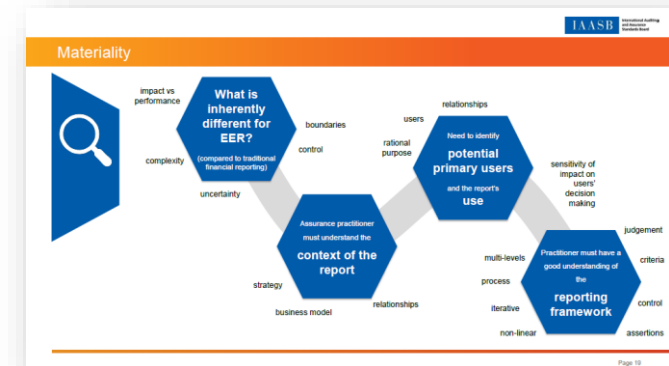 IAASB
International Auditing
and Assurance
Standards Board
Materiality
impact vs
performance
complexity
uncertainty
What is
inherently
different for
EER?
(compared to traditional
financial reporting)
boundaries
control
Assurance practitioner
must understand the
context of the
report
strategy
business model
relationships
relationships
users
rational
purpose
Need to identify
potential
primary users
and the report's
use
sensitivity of
impact on
users'
decision
making
Practitioner must have a
good understanding of
the
reporting
framework
multi-levels
process
iterative
non-linear
judgement
criteria
control
assertions
Page 19